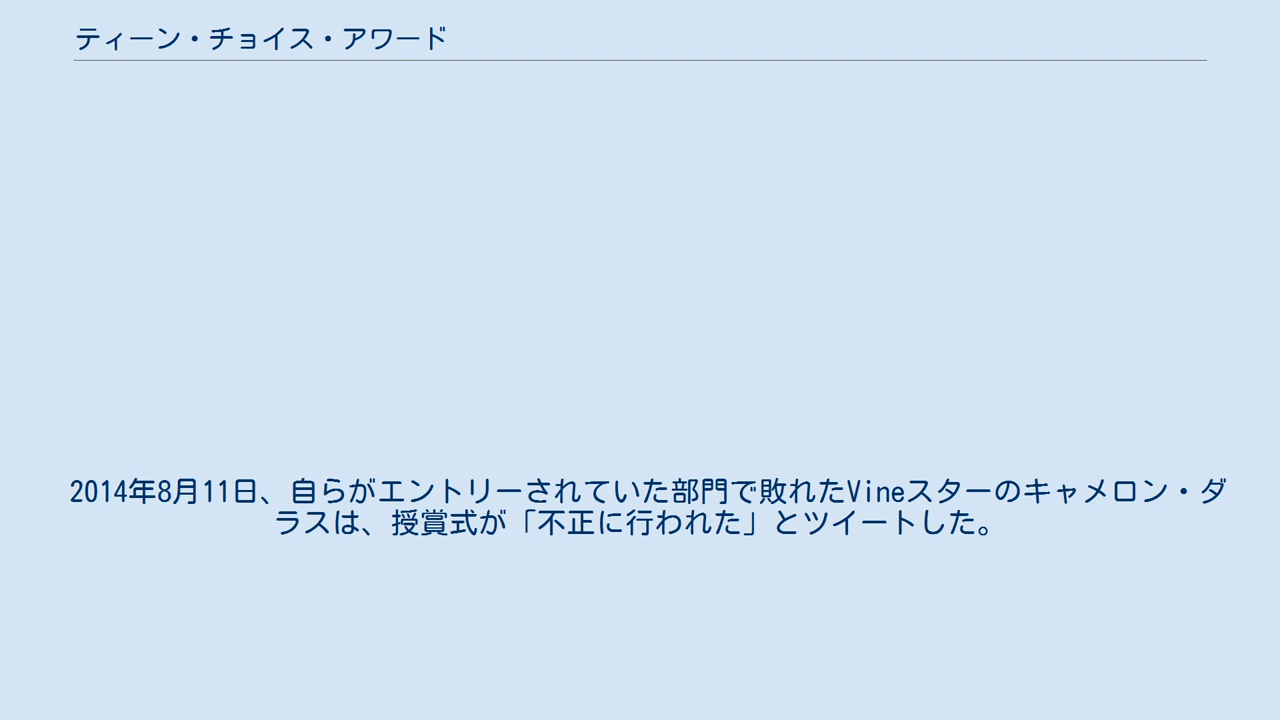 ティーン・チョイス・アワード
2014年8月11日、自らがエントリーされていた部門で敗れたVineスターのキャメロン・ダ
ラスは、授賞式が「不正に行われた」とツイートした。